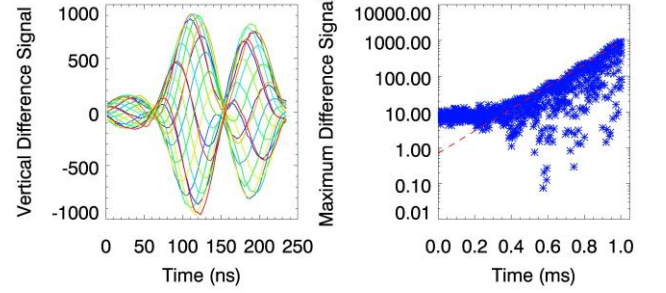 Vertical Difference Signal
1000
500
0
-500
-1000
0 50 100 150 200 250
Time (ns)
Maximum Difference Signal
10000.00
1000.00
100.00
10.00
1.00
0.10
0.01
0.0 0.2 0.4 0.6 0.8 1.0
Time (ms)